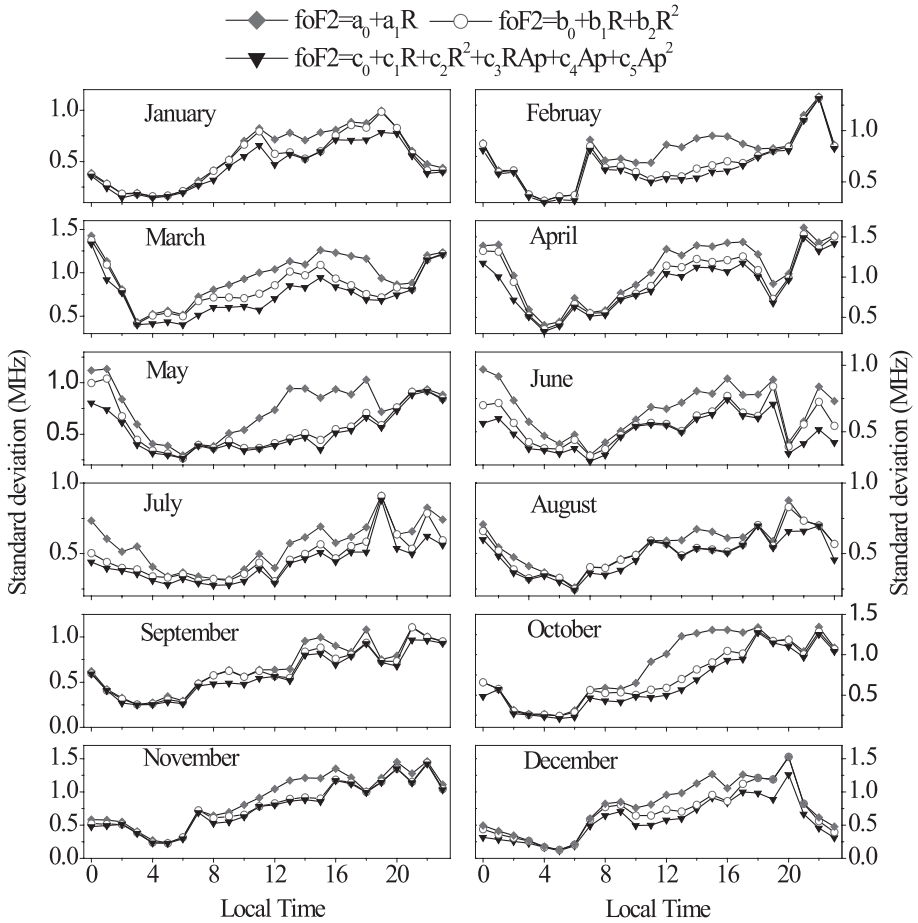 foF2=a₀+a₁R foF2=b₀+b₁R+b₂R²
foF2=c₀+c₁R+c₂R²+c₃RAp+c₄Ap+c₅Ap²
January
Februay
1.0
0.5
1.0
0.5
March
April
1.5
1.0
0.5
1.5
1.0
0.5
May
June
1.0
0.5
1.0
0.5
July
August
1.0
0.5
1.0
0.5
September
October
1.0
0.5
0.0
1.5
1.0
0.5
0.0
November
December
1.5
1.0
0.5
0.0
1.5
1.0
0.5
0.0
Standard deviation (MHz)
Standard deviation (MHz)
0 4 8 12 16 20
0 4 8 12 16 20
Local Time
Local Time